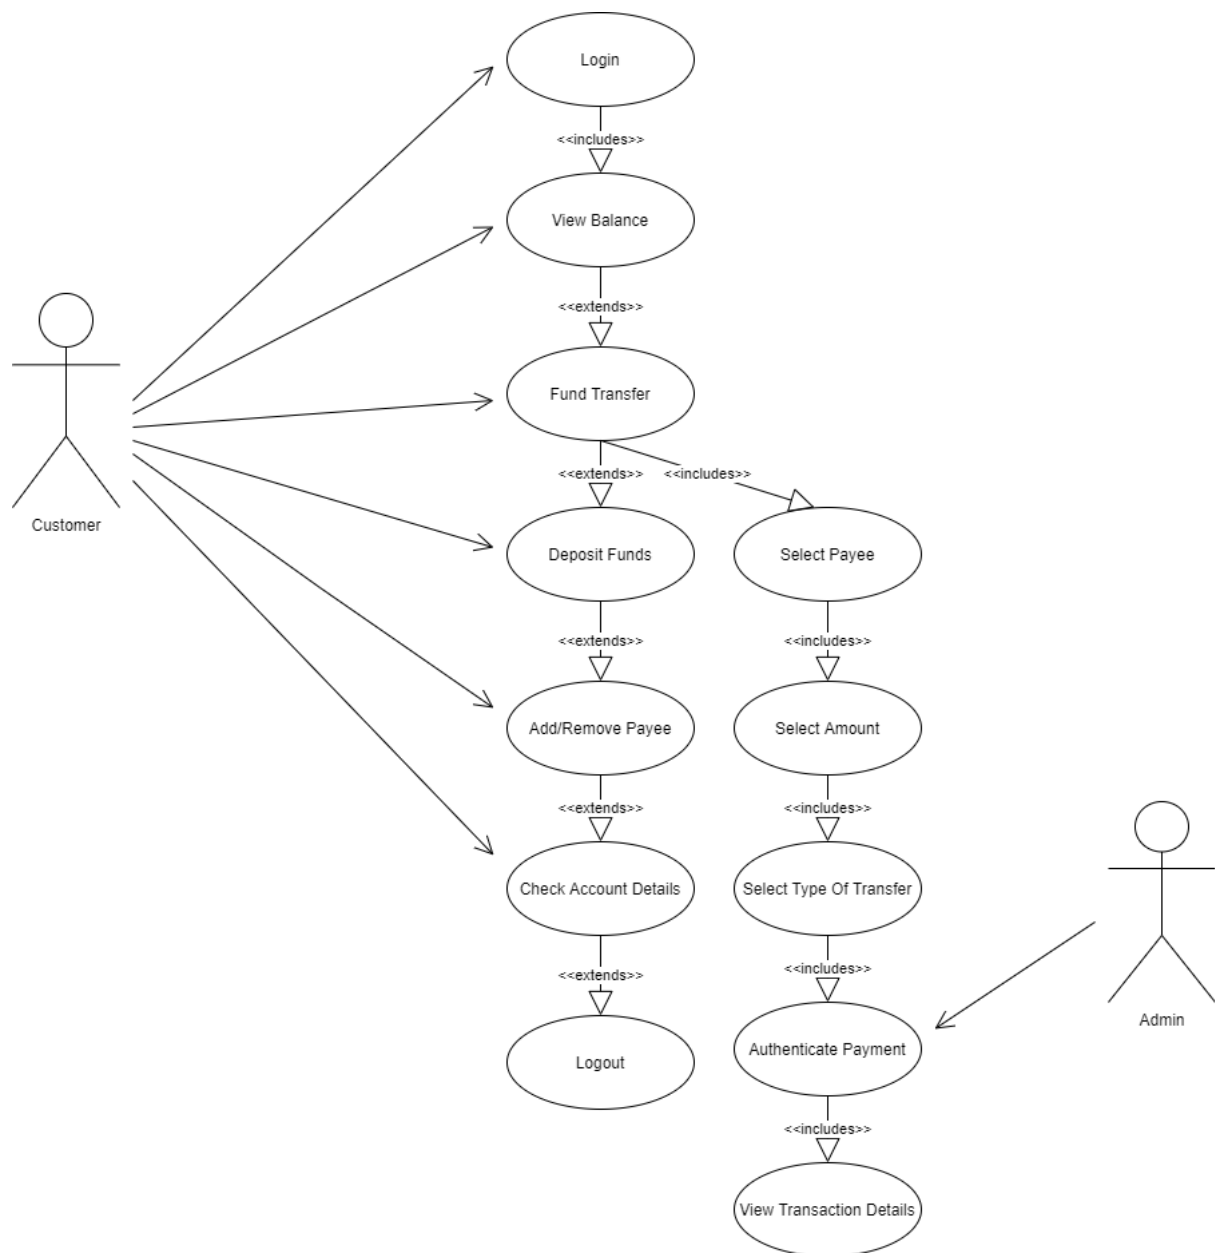 Login
<<includes>>
View Balance
<<extends>>
Fund Transfer
<<extends>>
<<includes>>
Customer
Deposit Funds
Select Payee
<<extends>>
<<includes>>
Add/Remove Payee
Select Amount
<<extends>>
<<includes>>
Check Account Details
Select Type Of Transfer
<<extends>>
<<includes>>
Admin
Logout
Authenticate Payment
<<includes>>
View Transaction Details